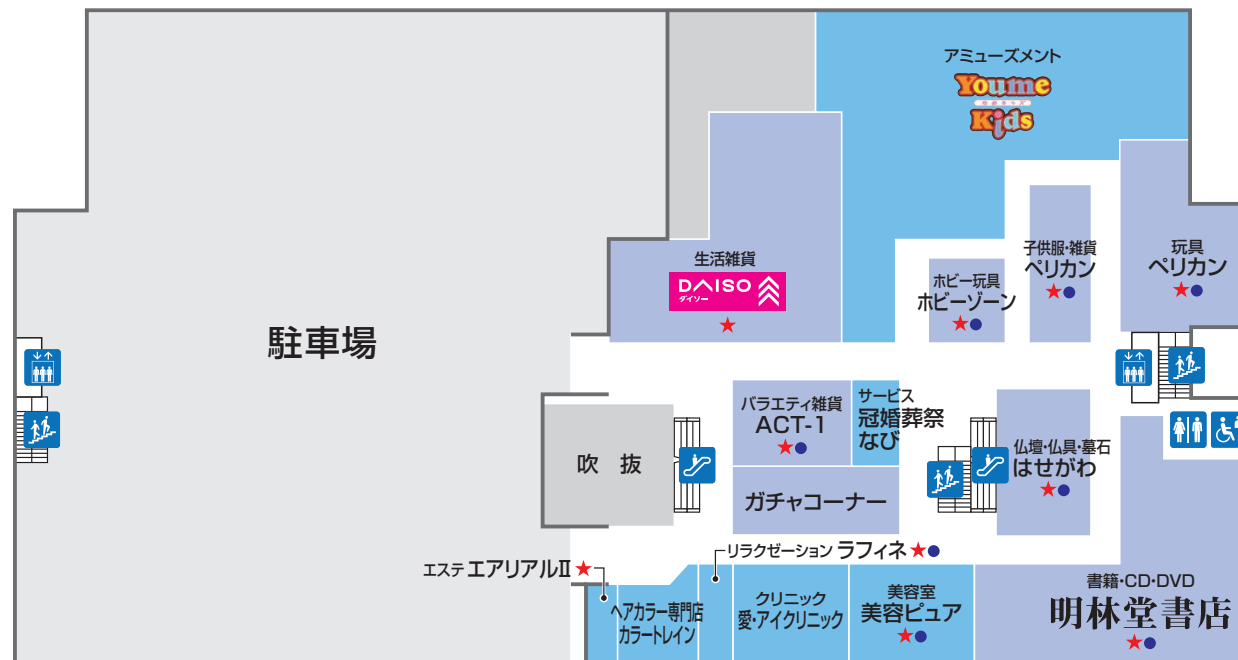 アミューズメント
Youme
ゆめキッズ
Kids
生活雑貨
DAISO
ダイソー
★
子供服・雑貨
ペリカン
★●
玩具
ペリカン
★●
ホビー玩具
ホビーゾーン
★●
駐車場
バラエティ雑貨
ACT-1
★●
サービス
冠婚葬祭
なび
仏壇・仏具・墓石
はせがわ
★●
吹 抜
ガチャコーナー
リラクゼーション ラフィネ★●
エステ エアリアルⅡ★
ヘアカラー専門店
カラートレイン
クリニック
愛・アイクリニック
美容室
美容ピュア
★●
書籍・CD・DVD
明林堂書店
★●